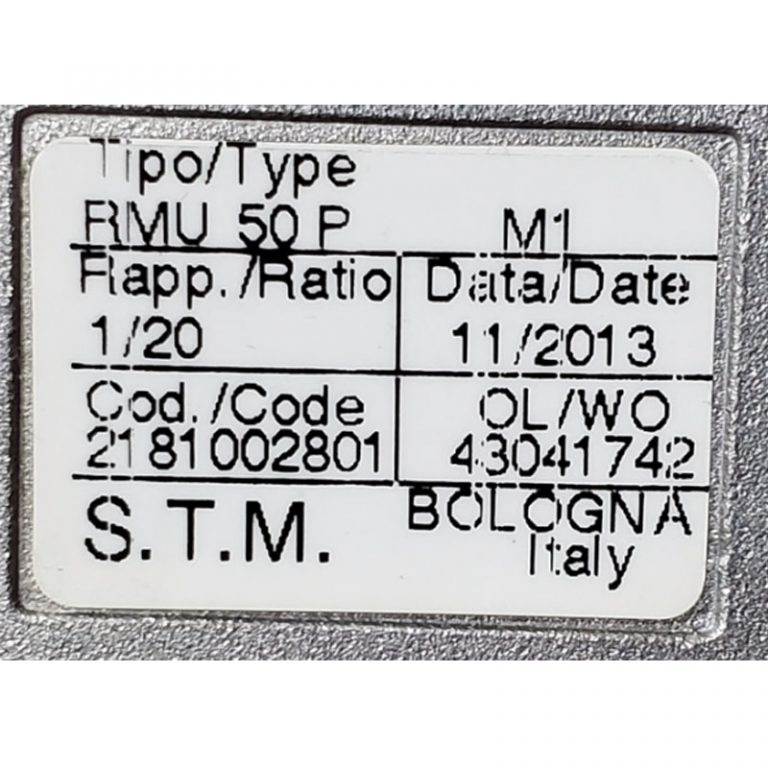 Tipo/Type
RMU 50 P M1
Rapp./Ratio Data/Date
1/20 11/2013
Cod./Code OL/WO
2181002801 43041742
S.T.M. BOLOGNA
Italy